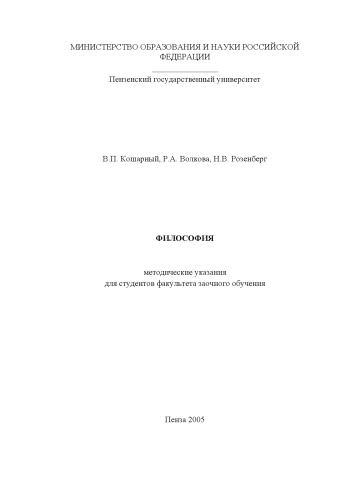 МИНИСТЕРСТВО ОБРАЗОВАНИЯ И НАУКИ РОССИЙСКОЙ
ФЕДЕРАЦИИ
Пензенский государственный университет
В.П. Кошарный, Р.А. Волкова, Н.В. Розенберг
ФИЛОСОФИЯ
методические указания
для студентов факультета заочного обучения
Пенза 2005